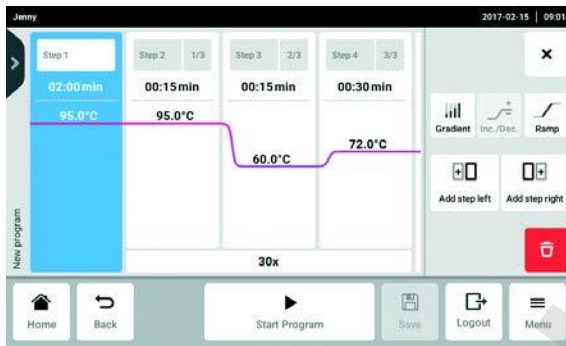 Jenny 2017-02-15 | 09:01
Step 1 Step 2 1/3 Step 3 2/3 Step 4 3/3
02:00 min 00:15 min 00:15 min 00:30 min
95.0°C 95.0°C 60.0°C 72.0°C
Gradient Inc./Dec. Ramp
Add step left Add step right
New program
30x
Home Back Start Program Save Logout Menu